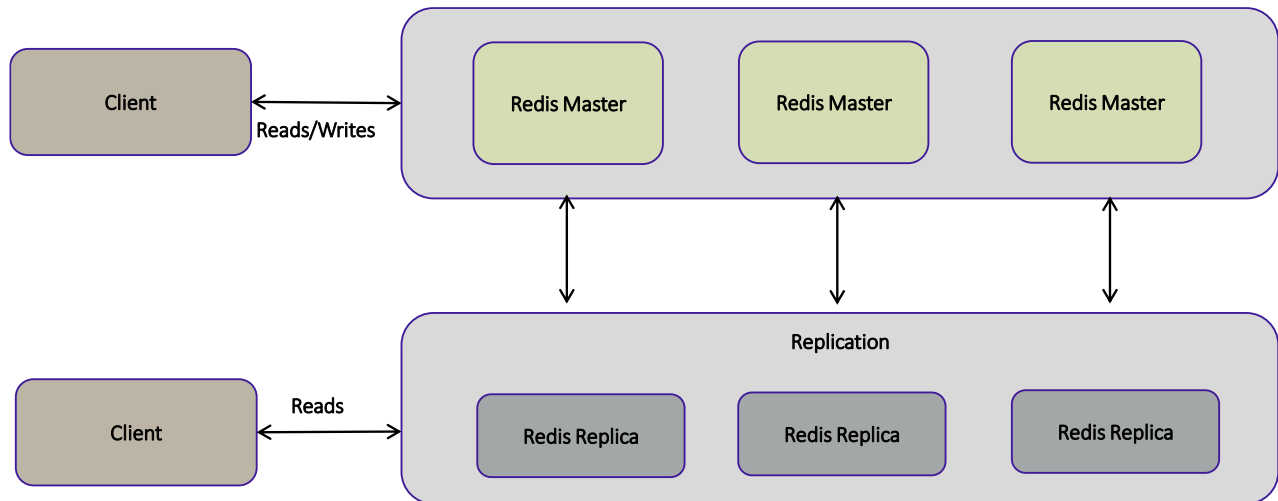 Client
Reads/Writes
Redis Master
Redis Master
Redis Master
Replication
Client
Reads
Redis Replica
Redis Replica
Redis Replica